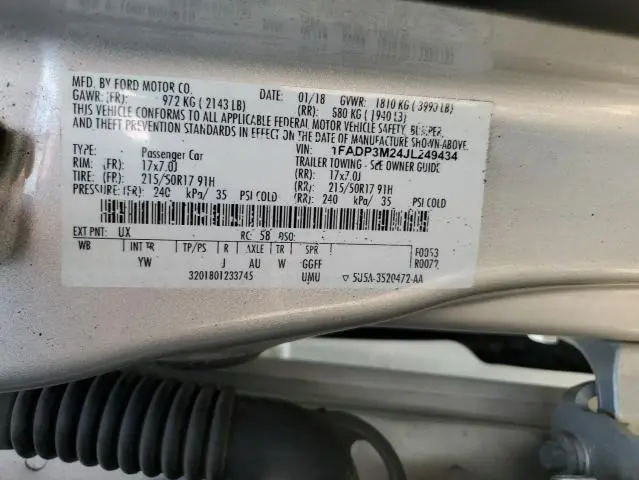 MFD. BY FORD MOTOR CO.
DATE: 01/18 GVWR: 1810 KG ( 3990 LB)
GAWR: (FR): 972 KG ( 2143 LB) 880 KG ( 1940 LB)
THIS VEHICLE CONFORMS TO ALL APPLICABLE FEDERAL MOTOR VEHICLE SAFETY, BUMPER,
AND THEFT PREVENTION STANDARDS IN EFFECT ON THE DATE OF MANUFACTURE SHOWN ABOVE.
VIN: 1FADP3M24JL249434
TYPE: Passenger Car TRAILER TOWING - SEE OWNER GUIDE
RIM: (FR): 17x7.0J (RR): 17x7.0J
TIRE: (FR): 215/50R17 91H (RR): 215/50R17 91H
PRESSURE: (FR): 240 kPa/ 35 PSI COLD (RR): 240 kPa/ 35 PSI COLD
EXT PNT: UX RC: 58 DSO: F0053
WB INT TR TP/PS R AXLE TR SPR R0077
YW J AU W GGFF
3201801233745 UMU ▽ 5U5A-3520472-AA